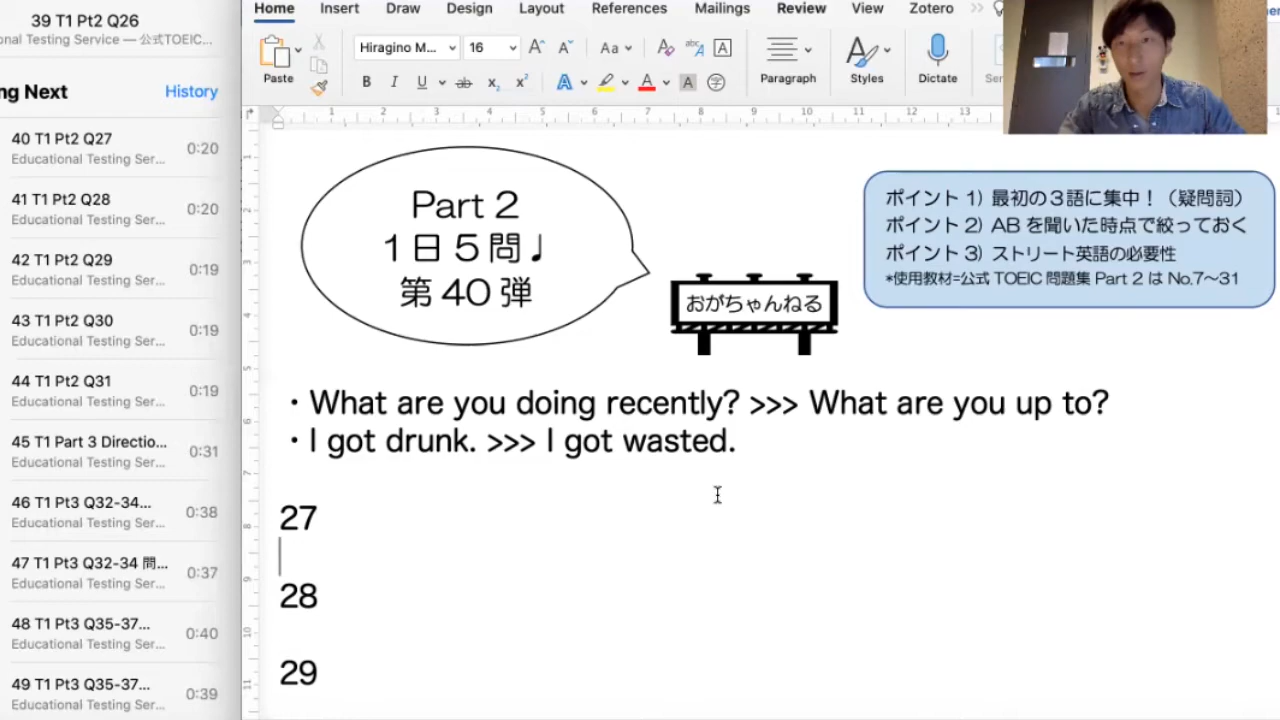 39 T1 Pt2 Q26
onal Testing Service — 公式TOEIC...
ng Next
History
40 T1 Pt2 Q27
0:20
Educational Testing Ser...
41 T1 Pt2 Q28
0:20
Educational Testing Ser...
42 T1 Pt2 Q29
0:19
Educational Testing Ser...
43 T1 Pt2 Q30
0:19
Educational Testing Ser...
44 T1 Pt2 Q31
0:19
Educational Testing Ser...
45 T1 Part 3 Directio...
0:31
Educational Testing Ser...
46 T1 Pt3 Q32-34...
0:38
Educational Testing Ser...
47 T1 Pt3 Q32-34 問...
0:37
Educational Testing Ser...
48 T1 Pt3 Q35-37...
0:40
Educational Testing Ser...
49 T1 Pt3 Q35-37...
0:39
Educational Testing Ser...
Home Insert Draw Design Layout References Mailings Review View Zotero
Paste
Hiragino M... 16
Paragraph
Styles
Dictate
Part 2
1日5問♩
第40弾
おがちゃんねる
ポイント 1) 最初の3語に集中！（疑問詞）
ポイント 2) AB を聞いた時点で絞っておく
ポイント 3) ストリート英語の必要性
*使用教材=公式 TOEIC 問題集 Part 2 は No.7〜31
・What are you doing recently? >>> What are you up to?
・I got drunk. >>> I got wasted.
27
28
29